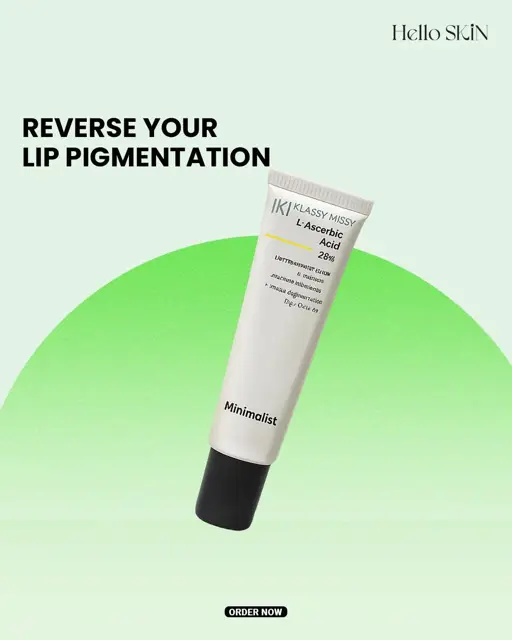 Hello SKiN
REVERSE YOUR
LIP PIGMENTATION
|K| KLASSY MISSY
L-Ascerbic
Acid
28%
Minimalist
ORDER NOW